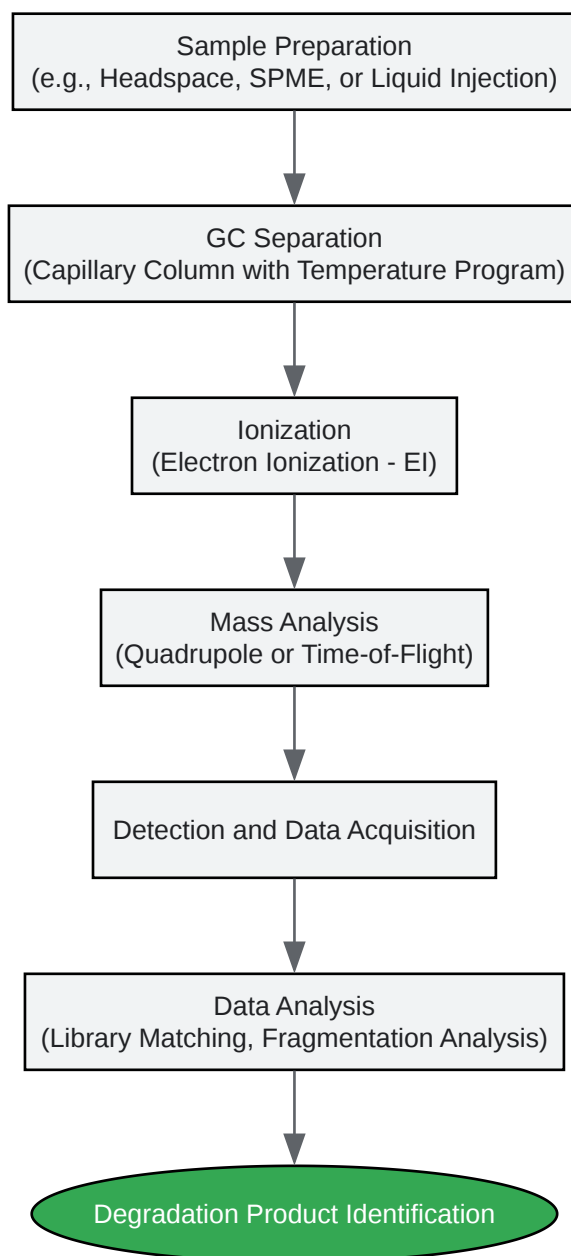 Sample Preparation
(e.g., Headspace, SPME, or Liquid Injection)
GC Separation
(Capillary Column with Temperature Program)
Ionization
(Electron Ionization - EI)
Mass Analysis
(Quadrupole or Time-of-Flight)
Detection and Data Acquisition
Data Analysis
(Library Matching, Fragmentation Analysis)
Degradation Product Identification